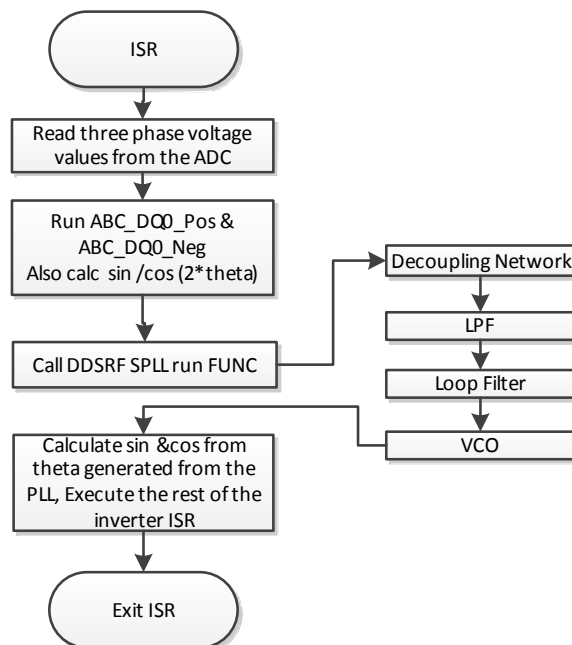 ISR
Read three phase voltage
values from the ADC
Run ABC_DQ0_Pos &
ABC_DQ0_Neg
Also calc sin /cos (2* theta)
Call DDSRF SPLL run FUNC
Decoupling Network
LPF
Loop Filter
VCO
Calculate sin &cos from
theta generated from the
PLL, Execute the rest of the
inverter ISR
Exit ISR